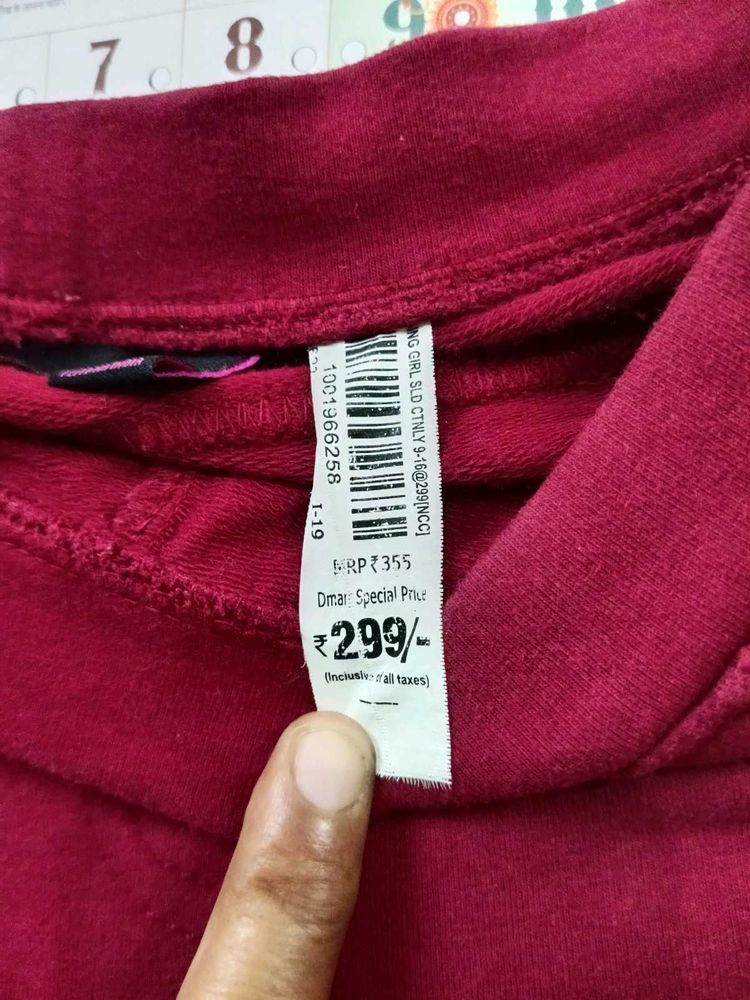 7
8
9
NG GIRL SLD CTNLY 9-16@299[NCC]
1001966258
I-19
MRP ₹355
Dmart Special Price
₹299/-
(Inclusive of all taxes)